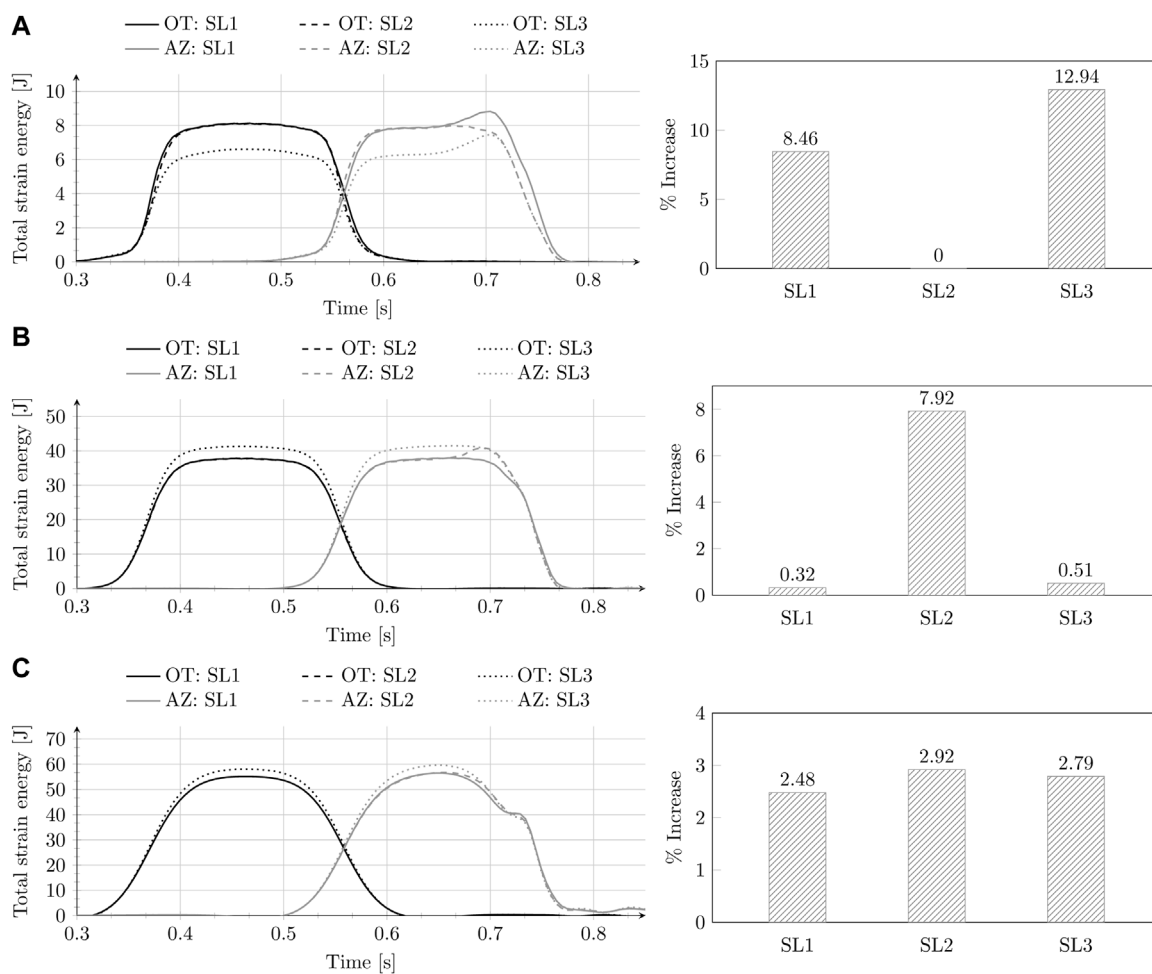 A
OT: SL1 OT: SL2 OT: SL3
AZ: SL1 AZ: SL2 AZ: SL3
Total strain energy [J]
10
8
6
4
2
0
0.3 0.4 0.5 0.6 0.7 0.8
Time [s]
% Increase
15
10
5
0
8.46
0
12.94
SL1 SL2 SL3
B
OT: SL1 OT: SL2 OT: SL3
AZ: SL1 AZ: SL2 AZ: SL3
Total strain energy [J]
50
40
30
20
10
0
0.3 0.4 0.5 0.6 0.7 0.8
Time [s]
% Increase
8
6
4
2
0
0.32
7.92
0.51
SL1 SL2 SL3
C
OT: SL1 OT: SL2 OT: SL3
AZ: SL1 AZ: SL2 AZ: SL3
Total strain energy [J]
70
60
50
40
30
20
10
0
0.3 0.4 0.5 0.6 0.7 0.8
Time [s]
% Increase
4
3
2
1
0
2.48
2.92
2.79
SL1 SL2 SL3